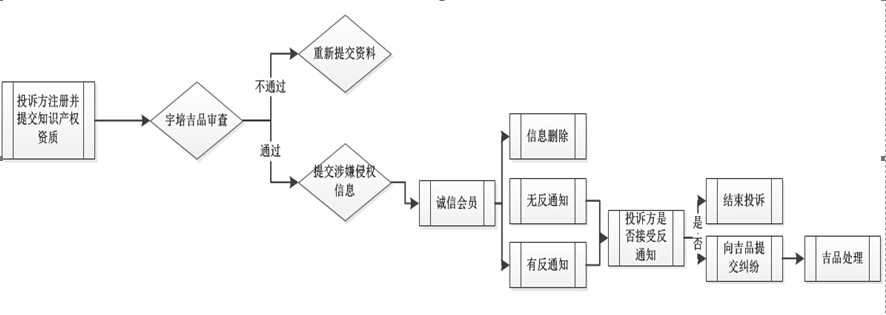 投诉方注册并
提交知识产权
资质
字培吉品审查
不通过
重新提交资料
通过
提交涉嫌侵权
信息
诚信会员
信息删除
无反通知
有反通知
投诉方是
否接受反
通知
是
否
结束投诉
向吉品提
交纠纷
吉品处理